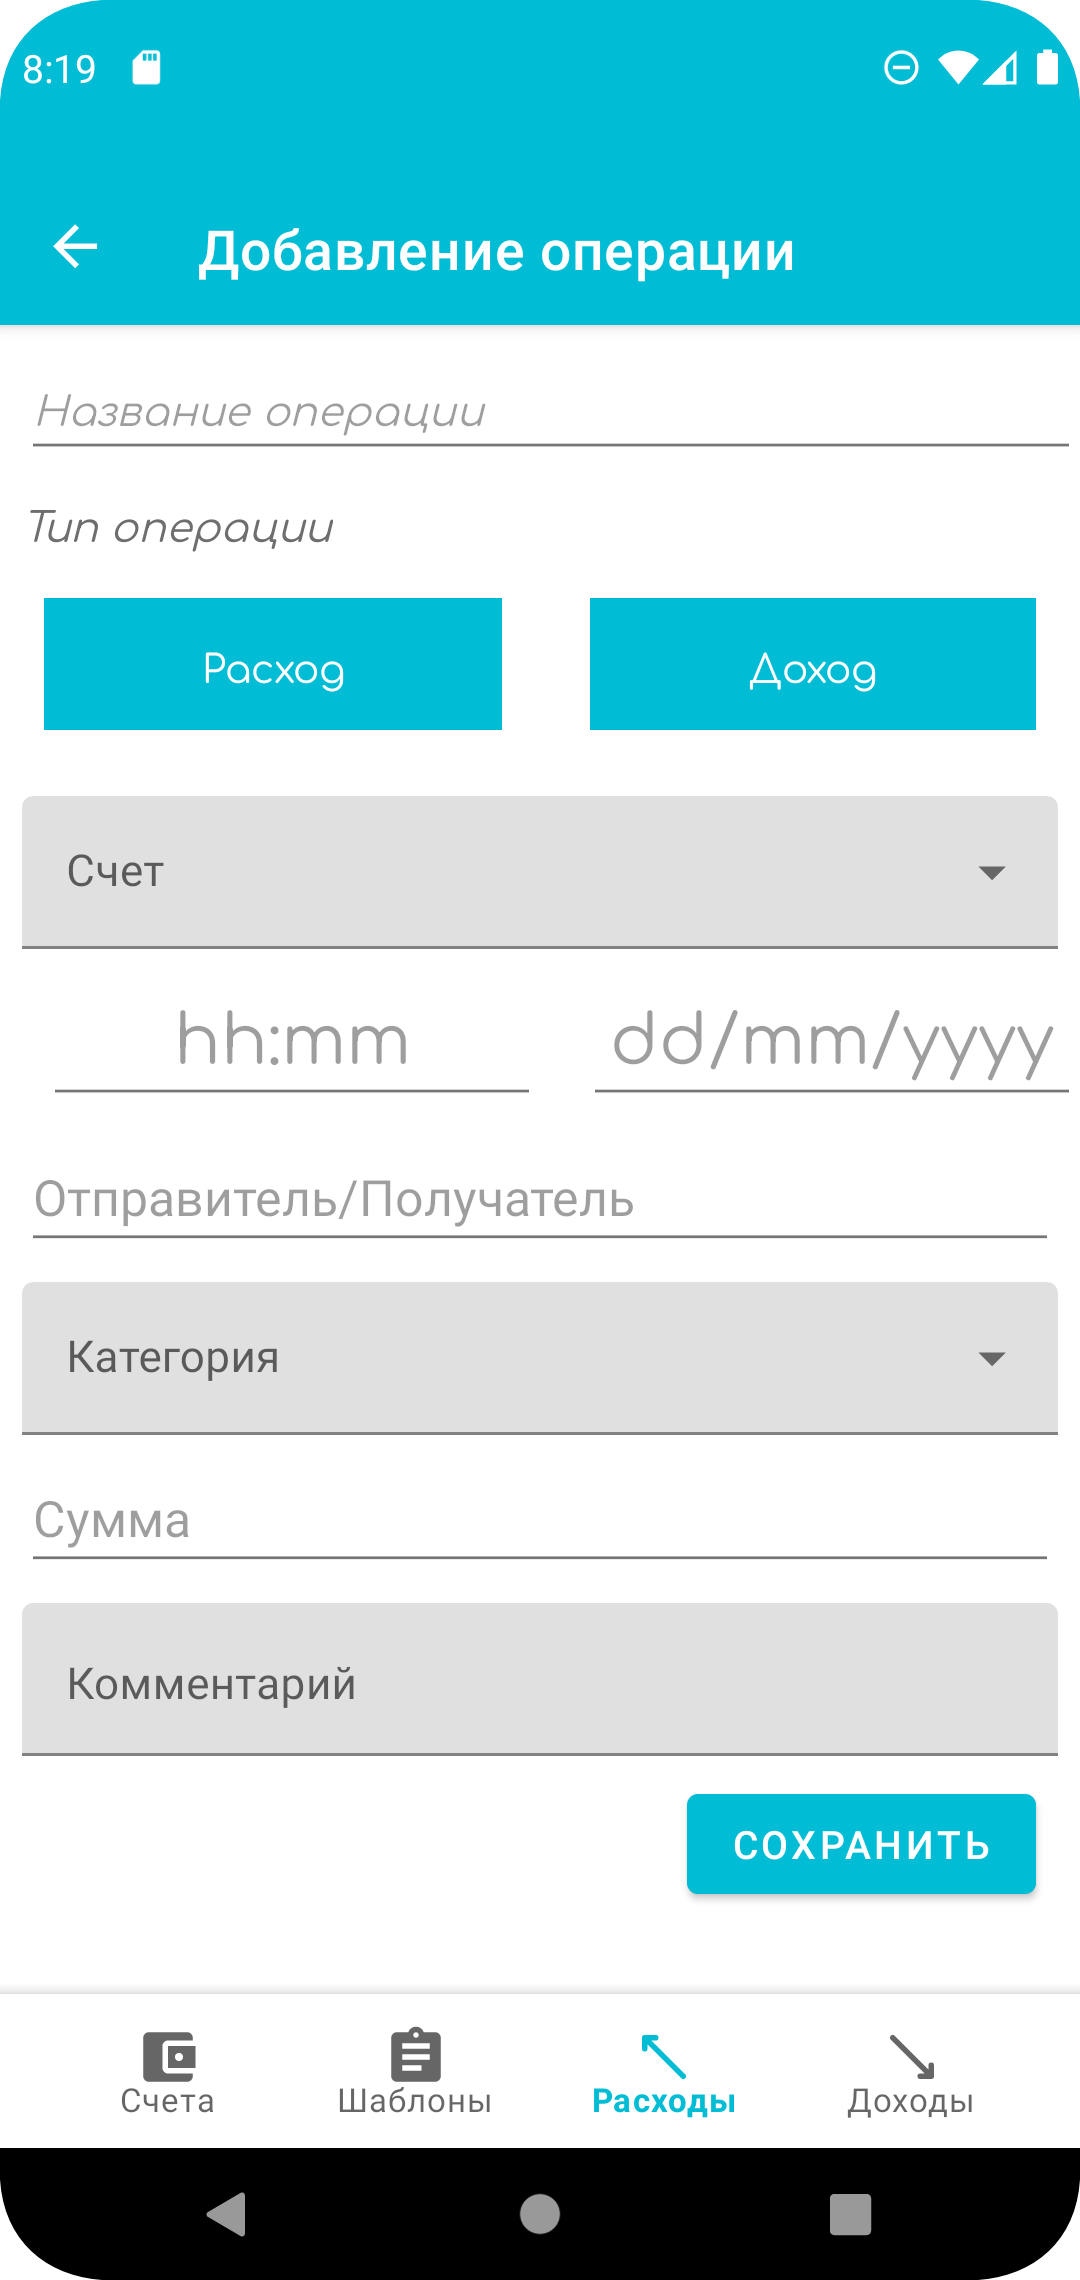 8:19
Добавление операции
Название операции
Тип операции
Расход Доход
Счет
hh:mm dd/mm/yyyy
Отправитель/Получатель
Категория
Сумма
Комментарий
СОХРАНИТЬ
Счета Шаблоны Расходы Доходы